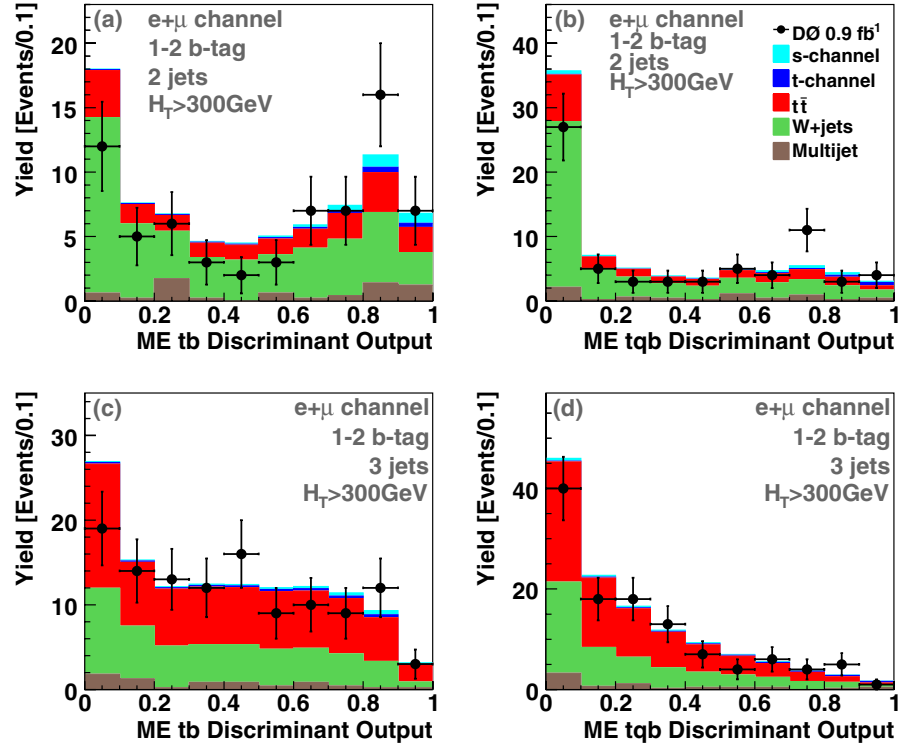 (a) e+μ channel
1-2 b-tag
2 jets
H_T>300GeV
Yield [Events/0.1]
20
15
10
5
0
0 0.2 0.4 0.6 0.8 1
ME tb Discriminant Output
(b) e+μ channel
1-2 b-tag
2 jets
H_T>300GeV
DØ 0.9 fb¹
s-channel
t-channel
tt̄
W+jets
Multijet
Yield [Events/0.1]
40
30
20
10
0
0 0.2 0.4 0.6 0.8 1
ME tqb Discriminant Output
(c) e+μ channel
1-2 b-tag
3 jets
H_T>300GeV
Yield [Events/0.1]
30
20
10
0
0 0.2 0.4 0.6 0.8 1
ME tb Discriminant Output
(d) e+μ channel
1-2 b-tag
3 jets
H_T>300GeV
Yield [Events/0.1]
40
20
0
0 0.2 0.4 0.6 0.8 1
ME tqb Discriminant Output